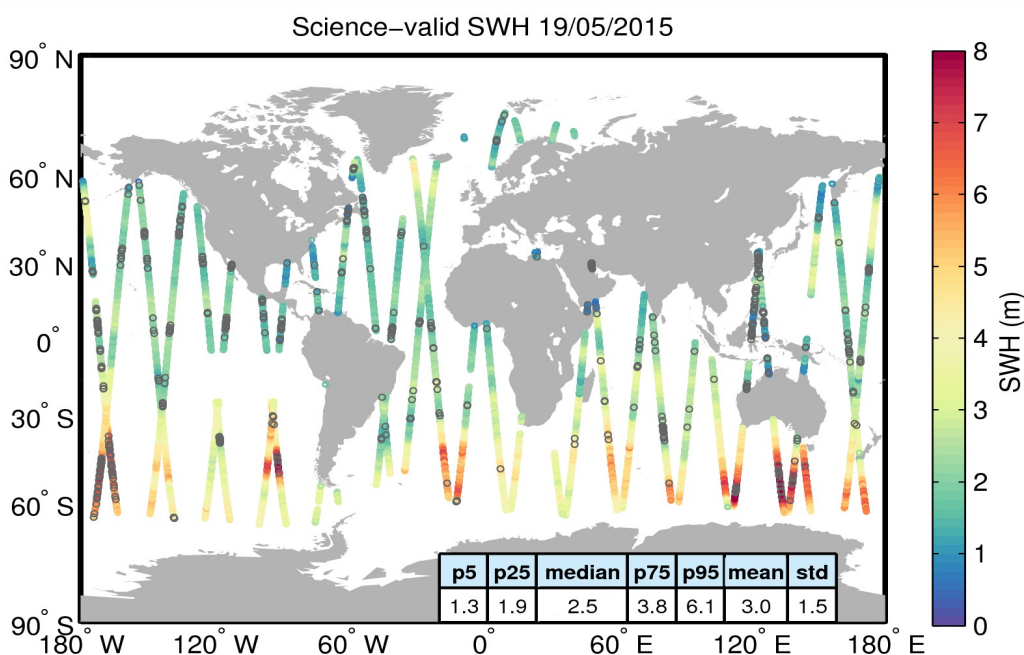 Science−valid SWH 19/05/2015
90° N
60° N
30° N
0°
30° S
60° S
90° S
180° W
120° W
60° W
0°
60° E
120° E
180° E
p5 p25 median p75 p95 mean std
1.3 1.9 2.5 3.8 6.1 3.0 1.5
8
7
6
5
4
3
2
1
0
SWH (m)